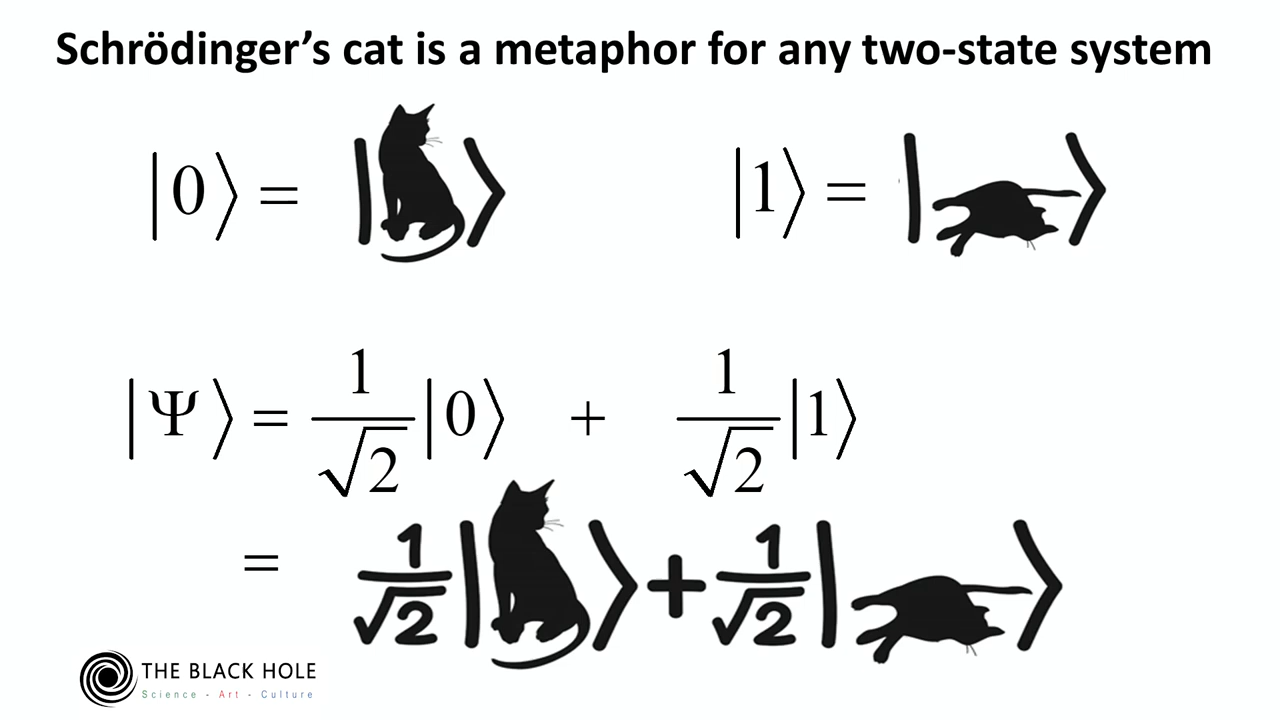 Schrödinger's cat is a metaphor for any two-state system
|0⟩ = | ⟩ |1⟩ = | ⟩
|Ψ⟩ = 1/√2 |0⟩ + 1/√2 |1⟩
= 1/√2 | ⟩ + 1/√2 | ⟩
THE BLACK HOLE
Science - Art - Culture